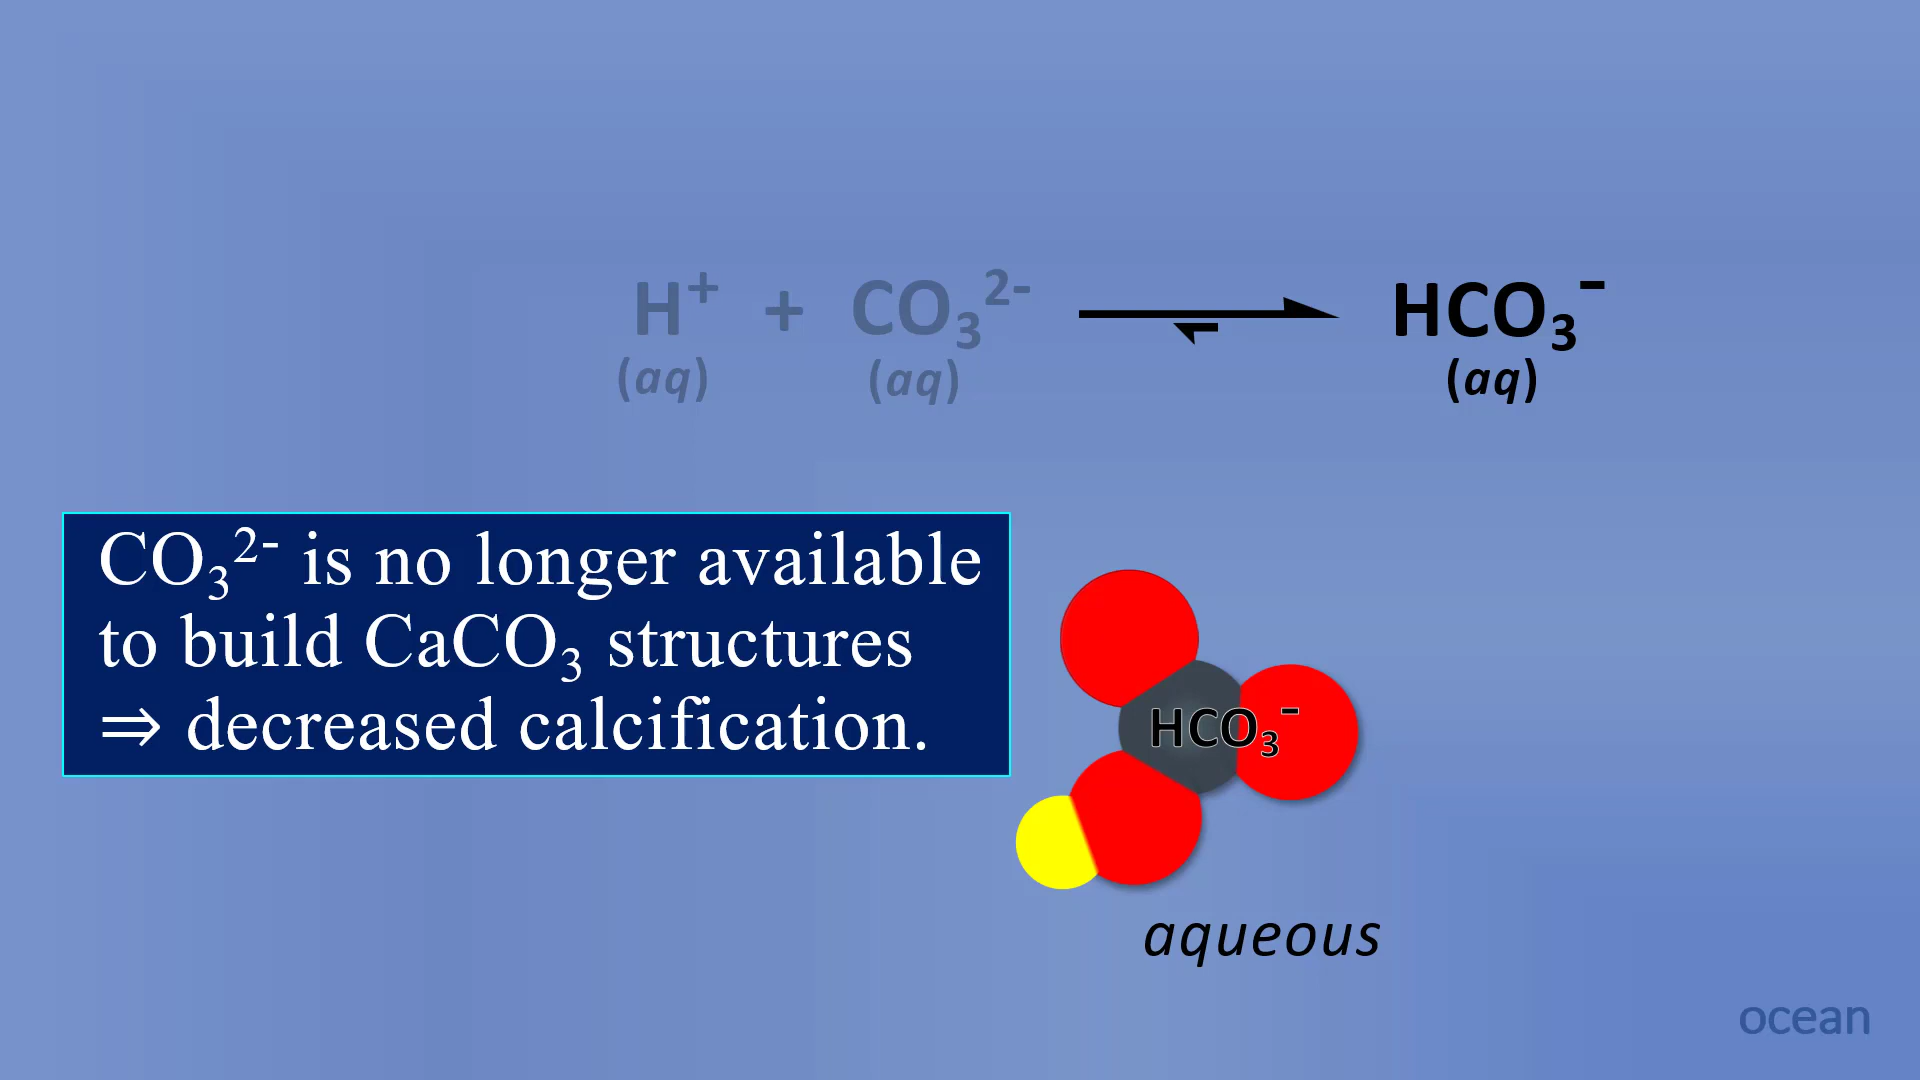 H⁺ + CO₃²⁻ ⇌ HCO₃⁻
(aq) (aq) (aq)
CO₃²⁻ is no longer available
to build CaCO₃ structures
⇒ decreased calcification.
HCO₃⁻
aqueous
ocean